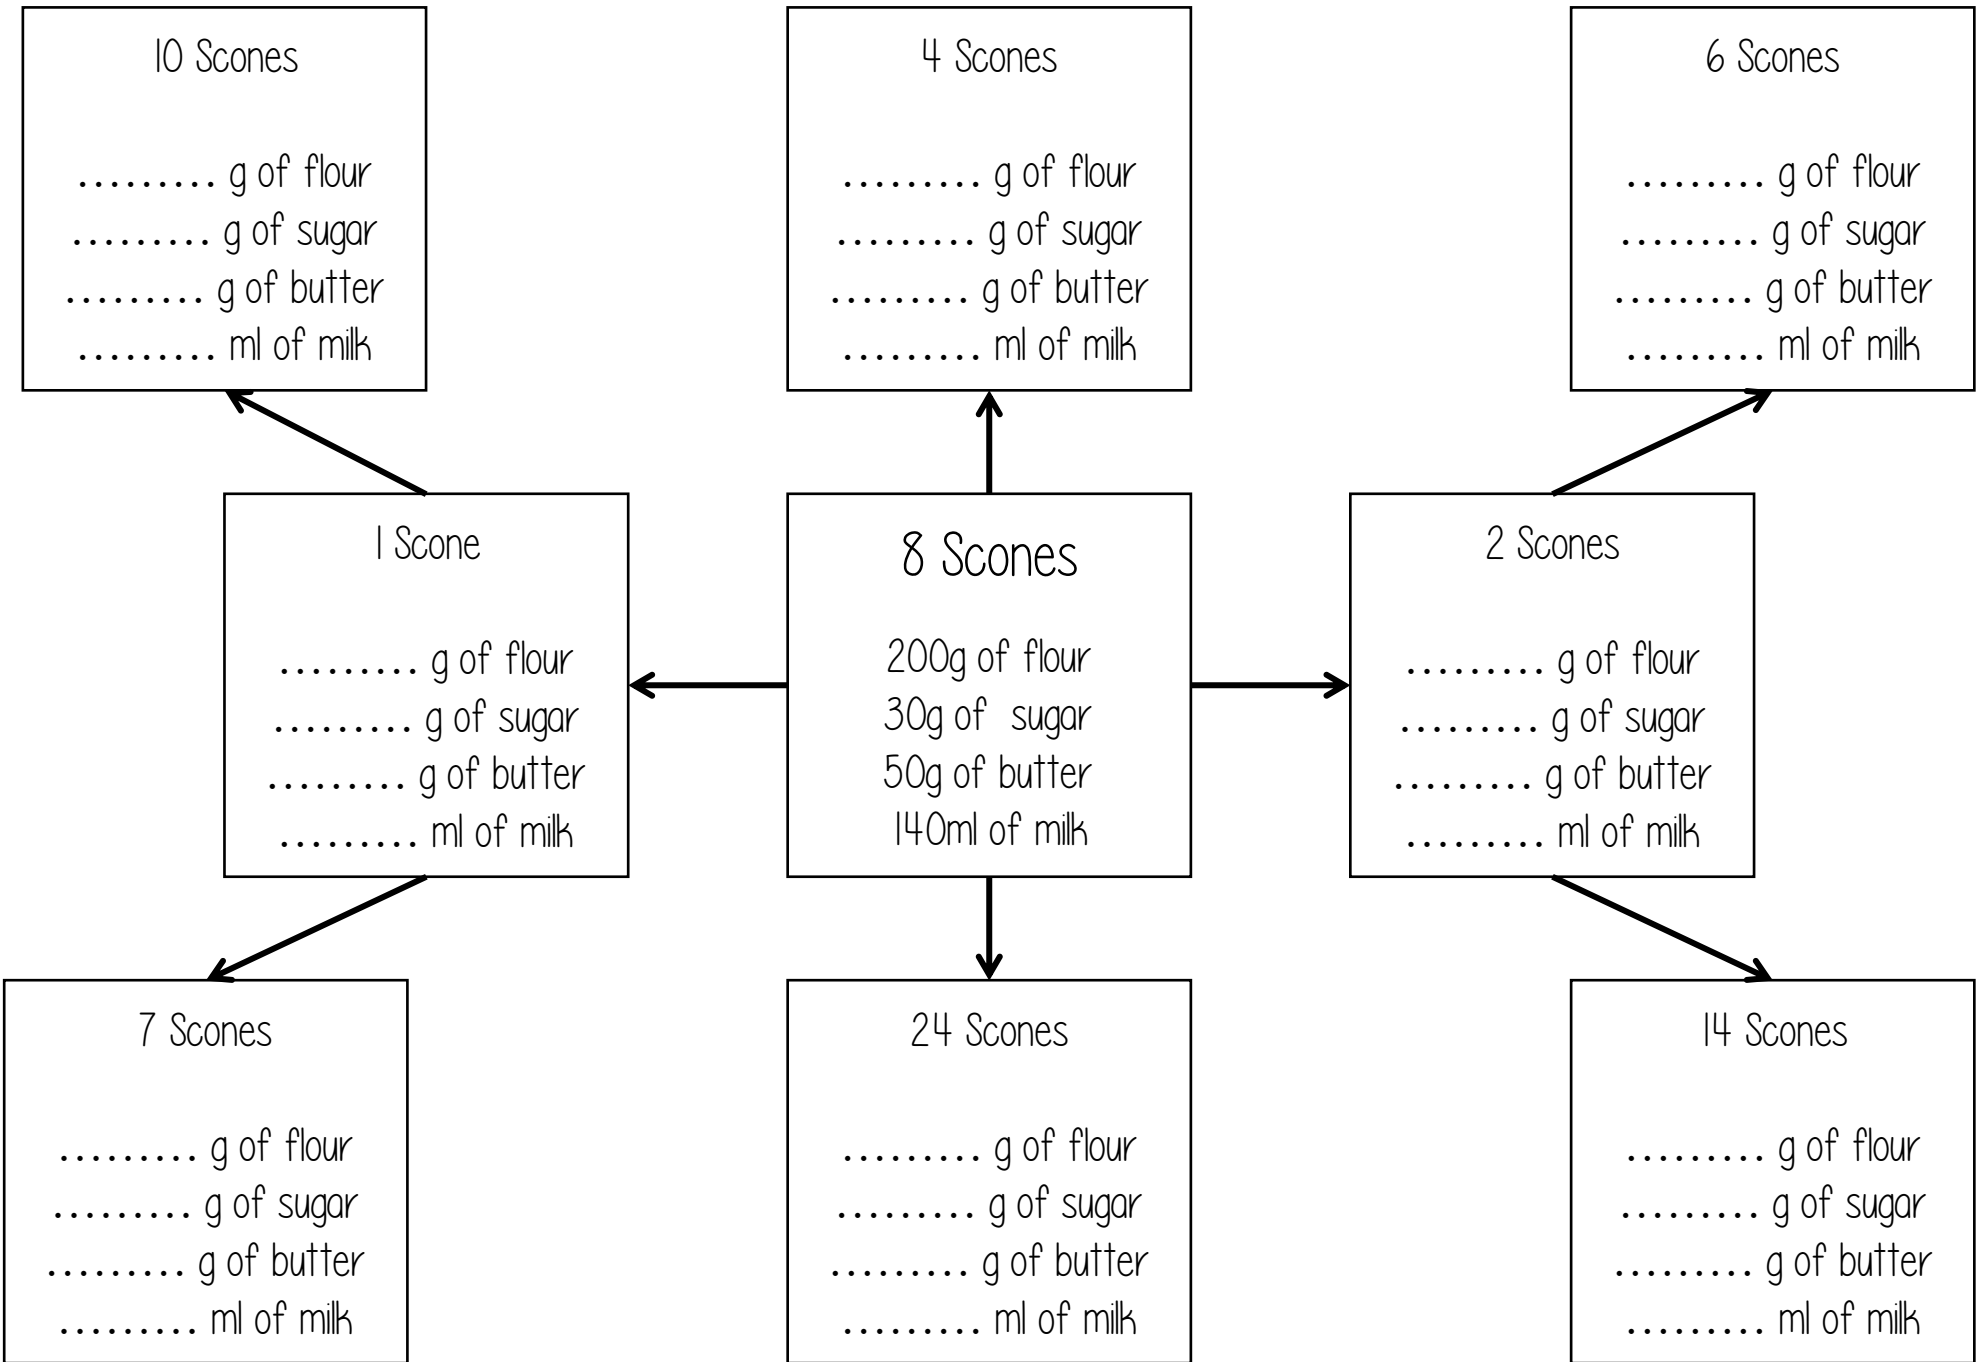 10 Scones
......... g of flour
......... g of sugar
......... g of butter
......... ml of milk
4 Scones
......... g of flour
......... g of sugar
......... g of butter
......... ml of milk
6 Scones
......... g of flour
......... g of sugar
......... g of butter
......... ml of milk
1 Scone
......... g of flour
......... g of sugar
......... g of butter
......... ml of milk
8 Scones
200g of flour
30g of sugar
50g of butter
140ml of milk
2 Scones
......... g of flour
......... g of sugar
......... g of butter
......... ml of milk
7 Scones
......... g of flour
......... g of sugar
......... g of butter
......... ml of milk
24 Scones
......... g of flour
......... g of sugar
......... g of butter
......... ml of milk
14 Scones
......... g of flour
......... g of sugar
......... g of butter
......... ml of milk